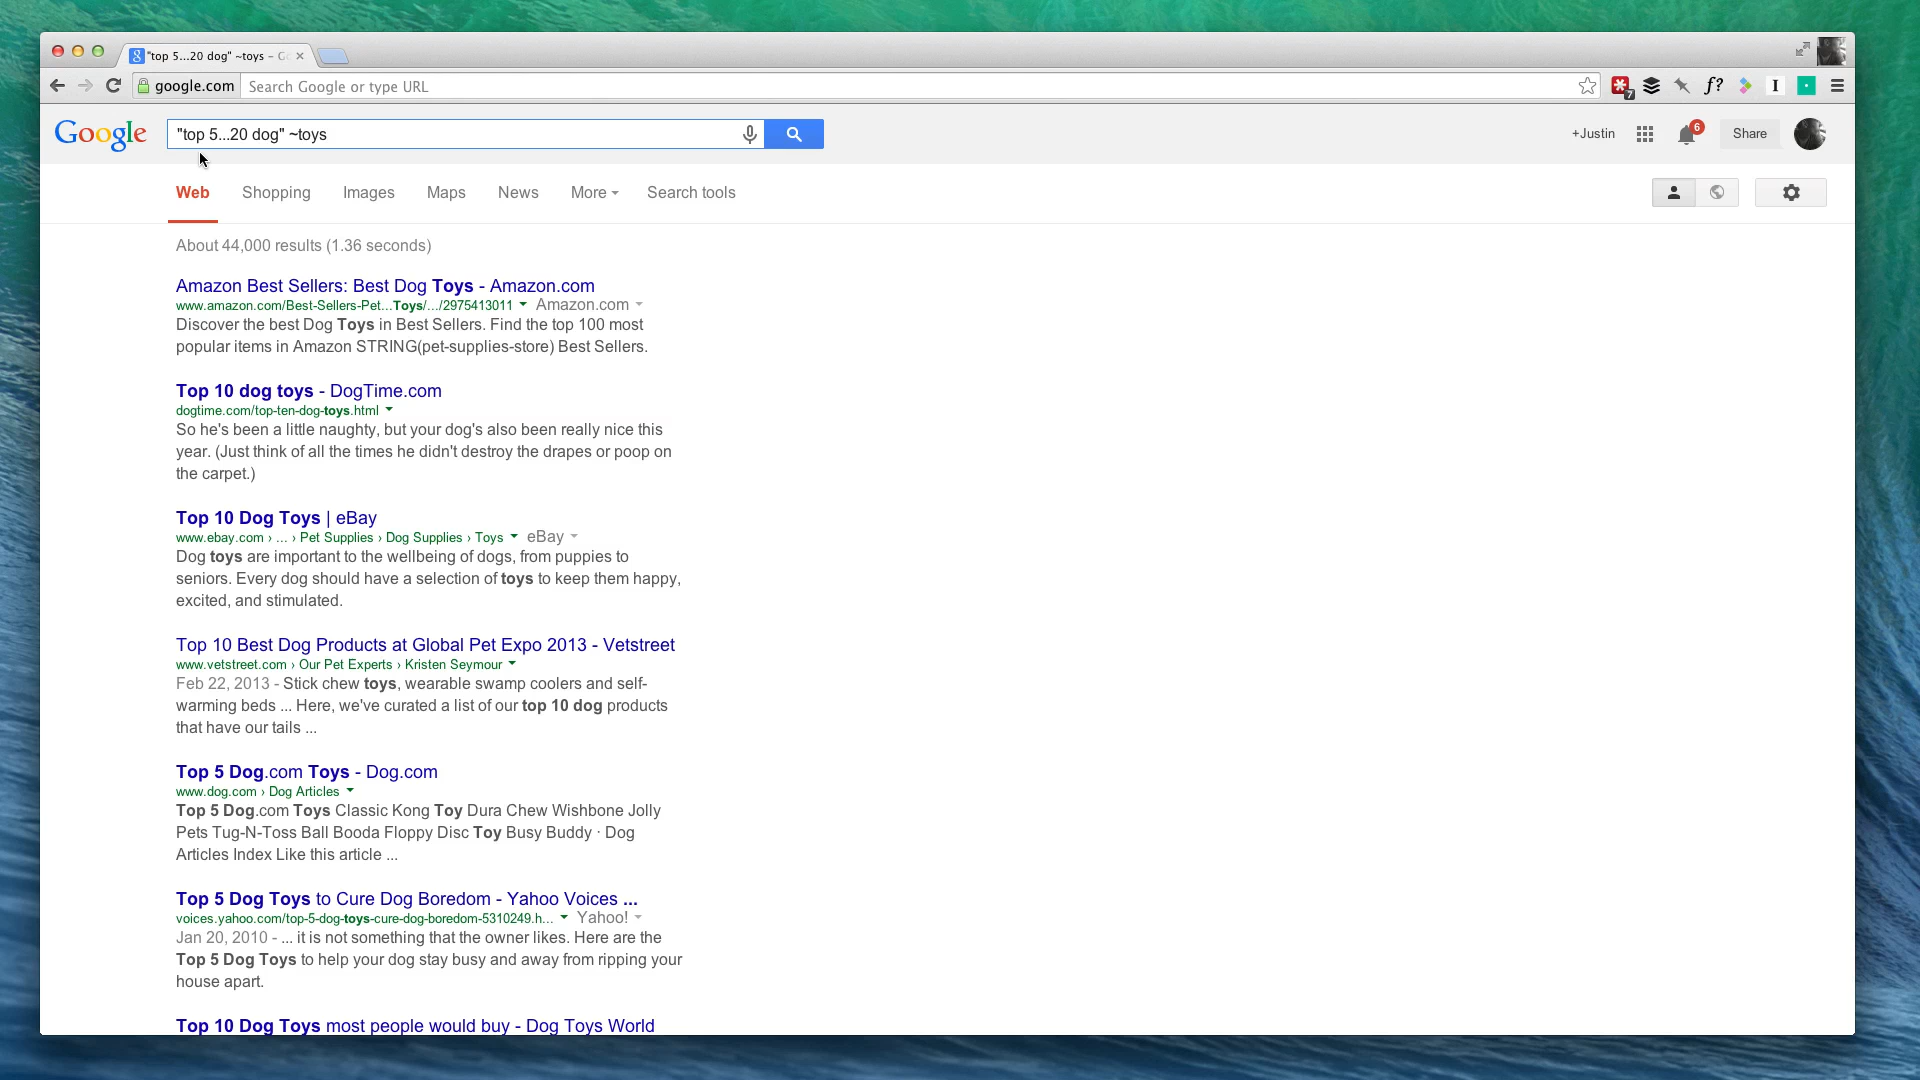 "top 5...20 dog" ~toys - G
google.com Search Google or type URL
7
f?
I
Google "top 5...20 dog" ~toys +Justin 6 Share
Web Shopping Images Maps News More Search tools
About 44,000 results (1.36 seconds)
Amazon Best Sellers: Best Dog Toys - Amazon.com
www.amazon.com/Best-Sellers-Pet...Toys/.../2975413011 Amazon.com
Discover the best Dog Toys in Best Sellers. Find the top 100 most
popular items in Amazon STRING(pet-supplies-store) Best Sellers.
Top 10 dog toys - DogTime.com
dogtime.com/top-ten-dog-toys.html
So he's been a little naughty, but your dog's also been really nice this
year. (Just think of all the times he didn't destroy the drapes or poop on
the carpet.)
Top 10 Dog Toys | eBay
www.ebay.com › ... › Pet Supplies › Dog Supplies › Toys eBay
Dog toys are important to the wellbeing of dogs, from puppies to
seniors. Every dog should have a selection of toys to keep them happy,
excited, and stimulated.
Top 10 Best Dog Products at Global Pet Expo 2013 - Vetstreet
www.vetstreet.com › Our Pet Experts › Kristen Seymour
Feb 22, 2013 - Stick chew toys, wearable swamp coolers and self-
warming beds ... Here, we've curated a list of our top 10 dog products
that have our tails ...
Top 5 Dog.com Toys - Dog.com
www.dog.com › Dog Articles
Top 5 Dog.com Toys Classic Kong Toy Dura Chew Wishbone Jolly
Pets Tug-N-Toss Ball Booda Floppy Disc Toy Busy Buddy · Dog
Articles Index Like this article ...
Top 5 Dog Toys to Cure Dog Boredom - Yahoo Voices ...
voices.yahoo.com/top-5-dog-toys-cure-dog-boredom-5310249.h... Yahoo!
Jan 20, 2010 - ... it is not something that the owner likes. Here are the
Top 5 Dog Toys to help your dog stay busy and away from ripping your
house apart.
Top 10 Dog Toys most people would buy - Dog Toys World